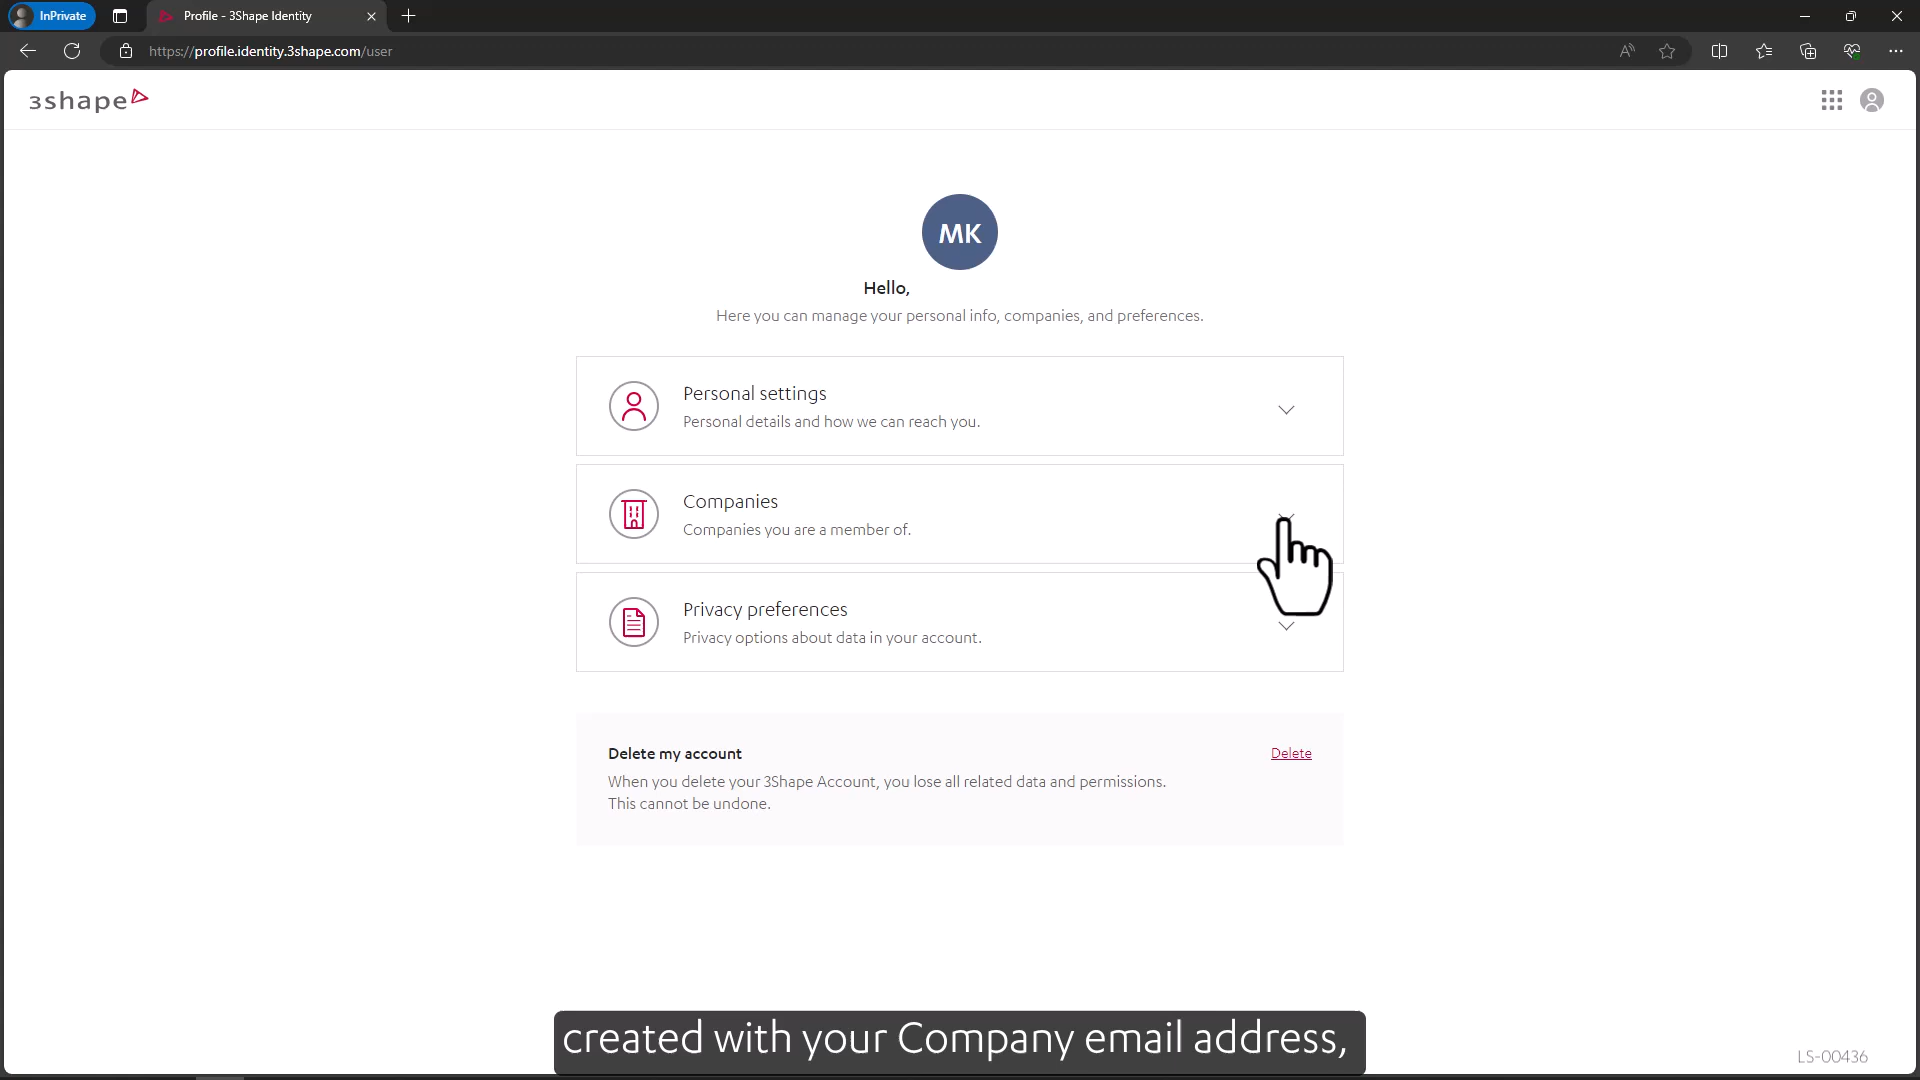 InPrivate
Profile - 3Shape Identity
https://profile.identity.3shape.com/user
3shape
MK
Hello,
Here you can manage your personal info, companies, and preferences.
Personal settings
Personal details and how we can reach you.
Companies
Companies you are a member of.
Privacy preferences
Privacy options about data in your account.
Delete my account
Delete
When you delete your 3Shape Account, you lose all related data and permissions.
This cannot be undone.
created with your Company email address,
LS-00436